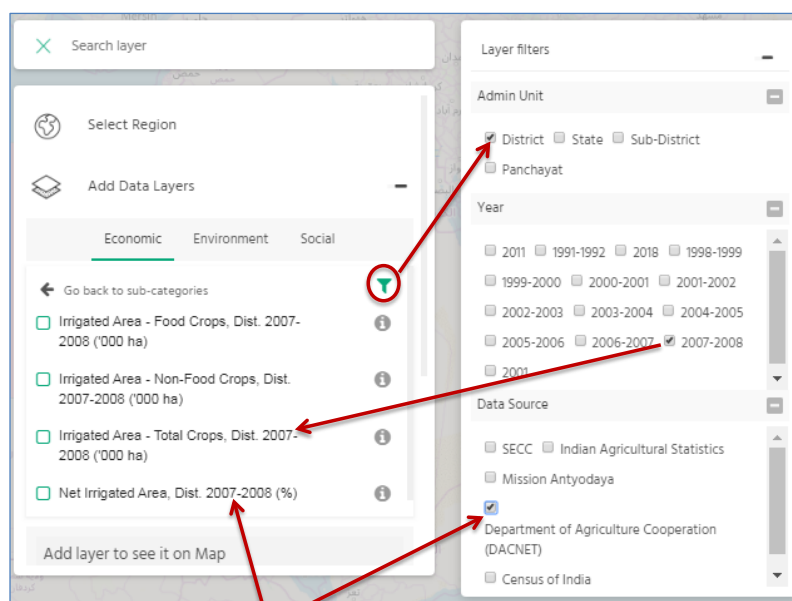 Search layer
Select Region
Add Data Layers
Economic Environment Social
Go back to sub-categories
Irrigated Area - Food Crops, Dist. 2007-
2008 ('000 ha)
Irrigated Area - Non-Food Crops, Dist.
2007-2008 ('000 ha)
Irrigated Area - Total Crops, Dist. 2007-
2008 ('000 ha)
Net Irrigated Area, Dist. 2007-2008 (%)
Add layer to see it on Map
Layer filters
Admin Unit
District State Sub-District
Panchayat
Year
2011 1991-1992 2018 1998-1999
1999-2000 2000-2001 2001-2002
2002-2003 2003-2004 2004-2005
2005-2006 2006-2007 2007-2008
2001
Data Source
SECC Indian Agricultural Statistics
Mission Antyodaya
Department of Agriculture Cooperation
(DACNET)
Census of India